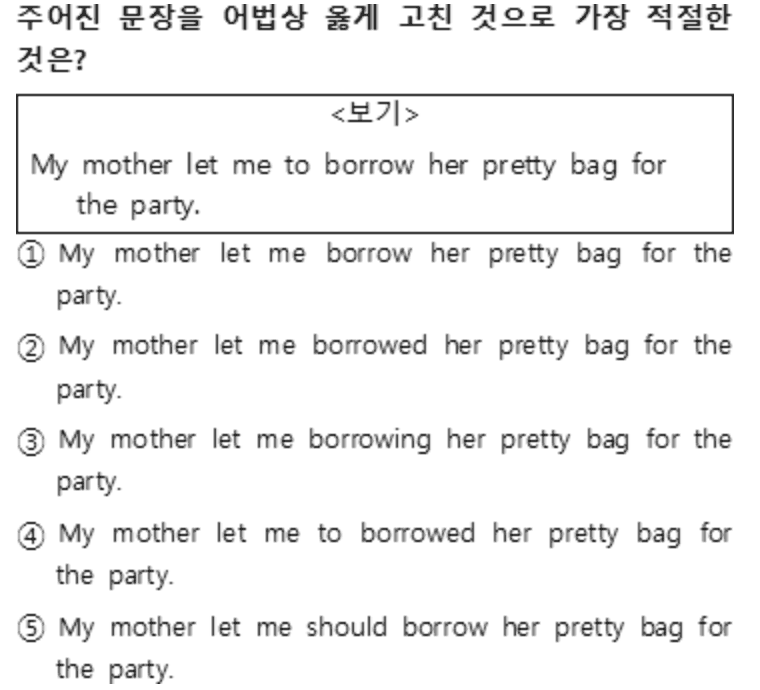 주어진 문장을 어법상 옳게 고친 것으로 가장 적절한
것은?
<보기>
My mother let me to borrow her pretty bag for
the party.
① My mother let me borrow her pretty bag for the
party.
② My mother let me borrowed her pretty bag for the
party.
③ My mother let me borrowing her pretty bag for the
party.
④ My mother let me to borrowed her pretty bag for
the party.
⑤ My mother let me should borrow her pretty bag for
the party.